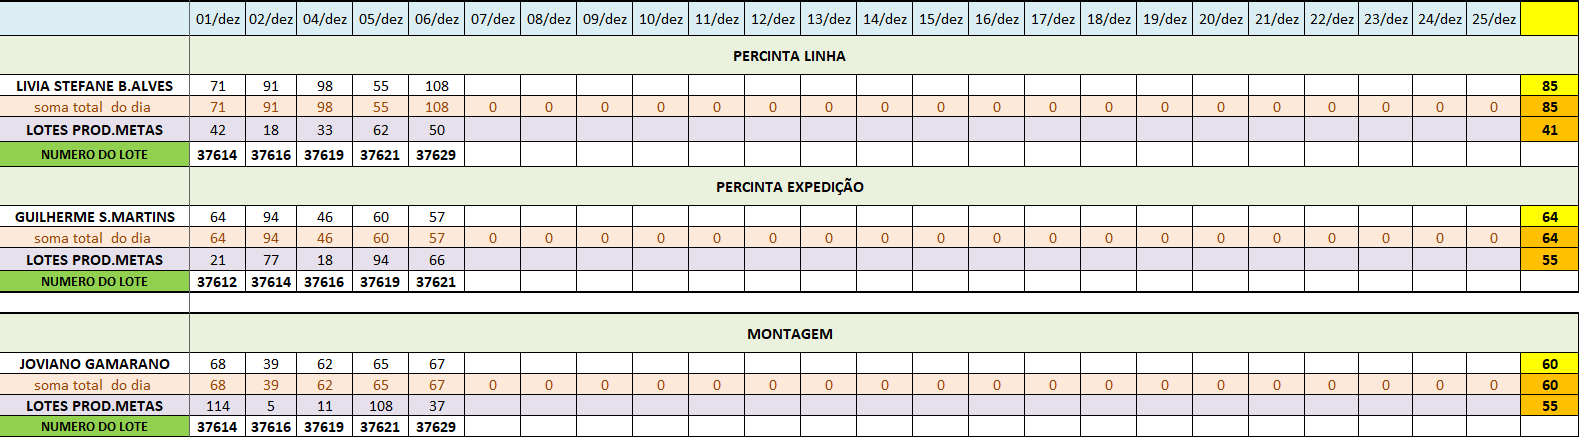 01/dez 02/dez 04/dez 05/dez 06/dez 07/dez 08/dez 09/dez 10/dez 11/dez 12/dez 13/dez 14/dez 15/dez 16/dez 17/dez 18/dez 19/dez 20/dez 21/dez 22/dez 23/dez 24/dez 25/dez
PERCINTA LINHA
LIVIA STEFANE B.ALVES 71 91 98 55 108 85
soma total do dia 71 91 98 55 108 0 0 0 0 0 0 0 0 0 0 0 0 0 0 0 0 0 0 0 85
LOTES PROD.METAS 42 18 33 62 50 41
NUMERO DO LOTE 37614 37616 37619 37621 37629
PERCINTA EXPEDIÇÃO
GUILHERME S.MARTINS 64 94 46 60 57 64
soma total do dia 64 94 46 60 57 0 0 0 0 0 0 0 0 0 0 0 0 0 0 0 0 0 0 0 64
LOTES PROD.METAS 21 77 18 94 66 55
NUMERO DO LOTE 37612 37614 37616 37619 37621
MONTAGEM
JOVIANO GAMARANO 68 39 62 65 67 60
soma total do dia 68 39 62 65 67 0 0 0 0 0 0 0 0 0 0 0 0 0 0 0 0 0 0 0 60
LOTES PROD.METAS 114 5 11 108 37 55
NUMERO DO LOTE 37614 37616 37619 37621 37629